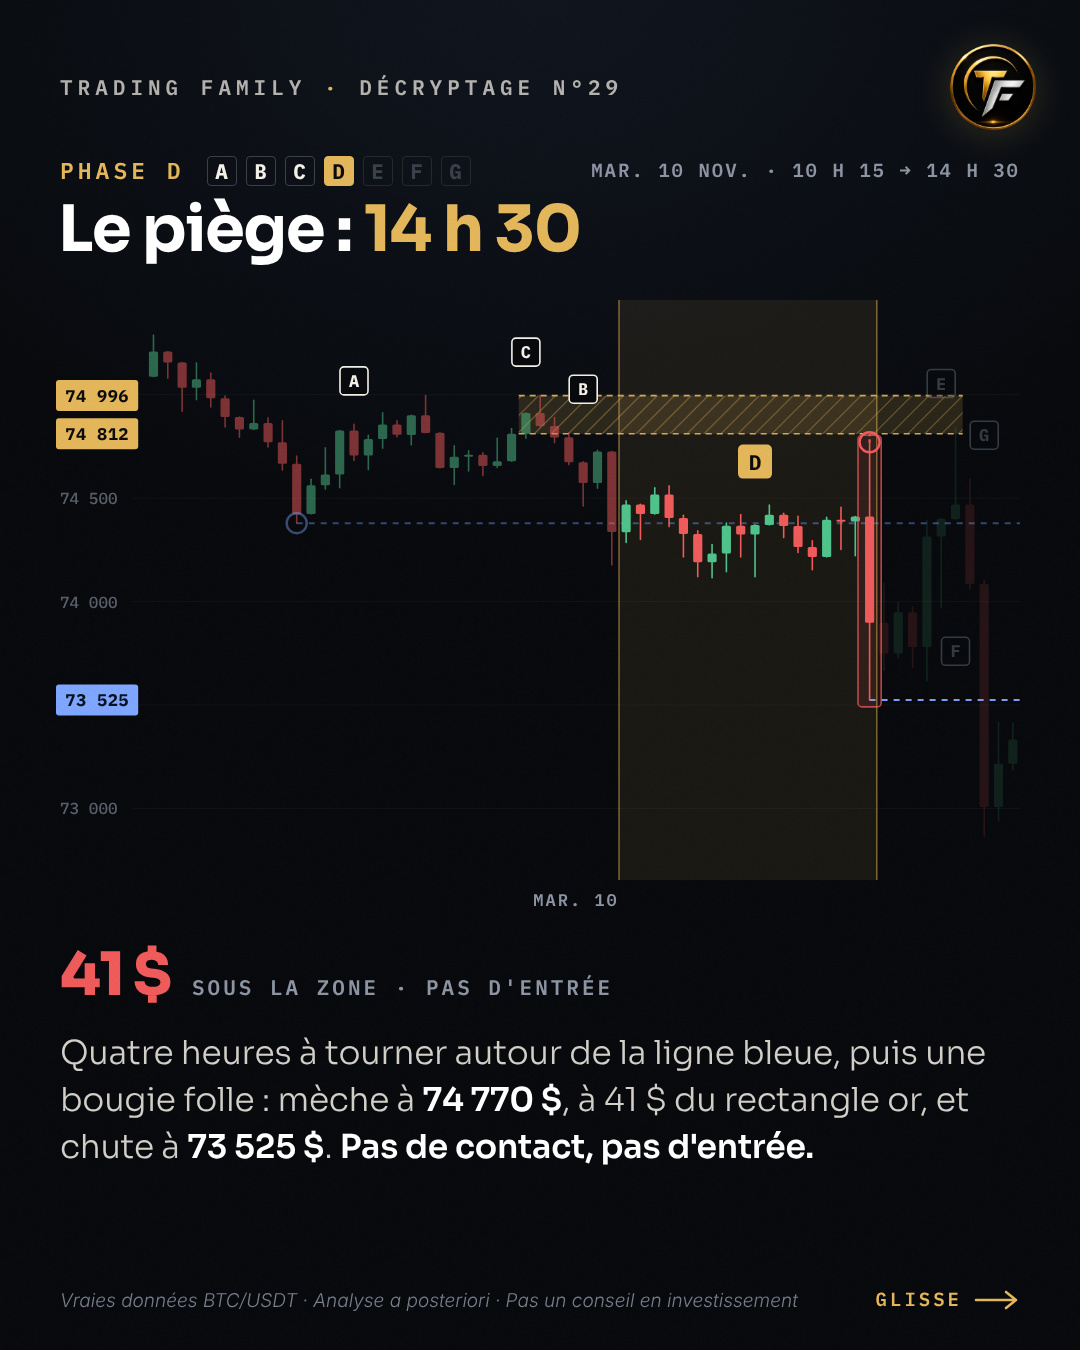 TRADING FAMILY · DÉCRYPTAGE N°29
TF
PHASE D A B C D E F G
MAR. 10 NOV. · 10 H 15 → 14 H 30
Le piège : 14 h 30
C
A
B
E
74 996
74 812
G
D
74 500
74 000
F
73 525
73 000
MAR. 10
41 $ SOUS LA ZONE · PAS D'ENTRÉE
Quatre heures à tourner autour de la ligne bleue, puis une
bougie folle : mèche à 74 770 $, à 41 $ du rectangle or, et
chute à 73 525 $. Pas de contact, pas d'entrée.
Vraies données BTC/USDT · Analyse a posteriori · Pas un conseil en investissement
GLISSE →